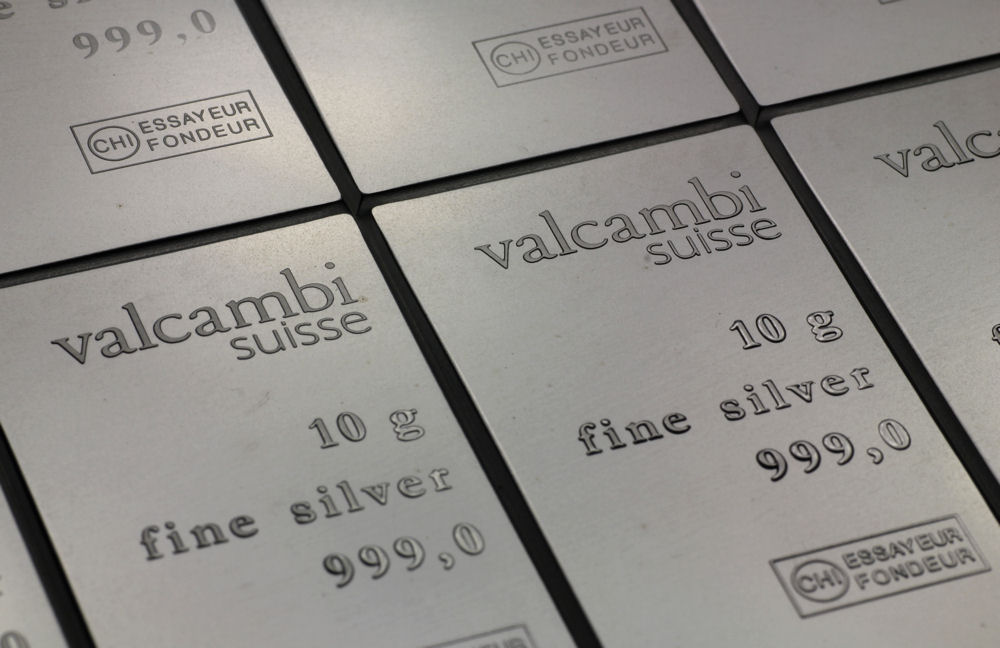 999,0
CHI ESSAYEUR
FONDEUR
CHI ESSAYEUR
FONDEUR
valcambi
suisse
10 g
fine silver
999,0
valcambi
suisse
10 g
fine silver
999,0
CHI ESSAYEUR
FONDEUR